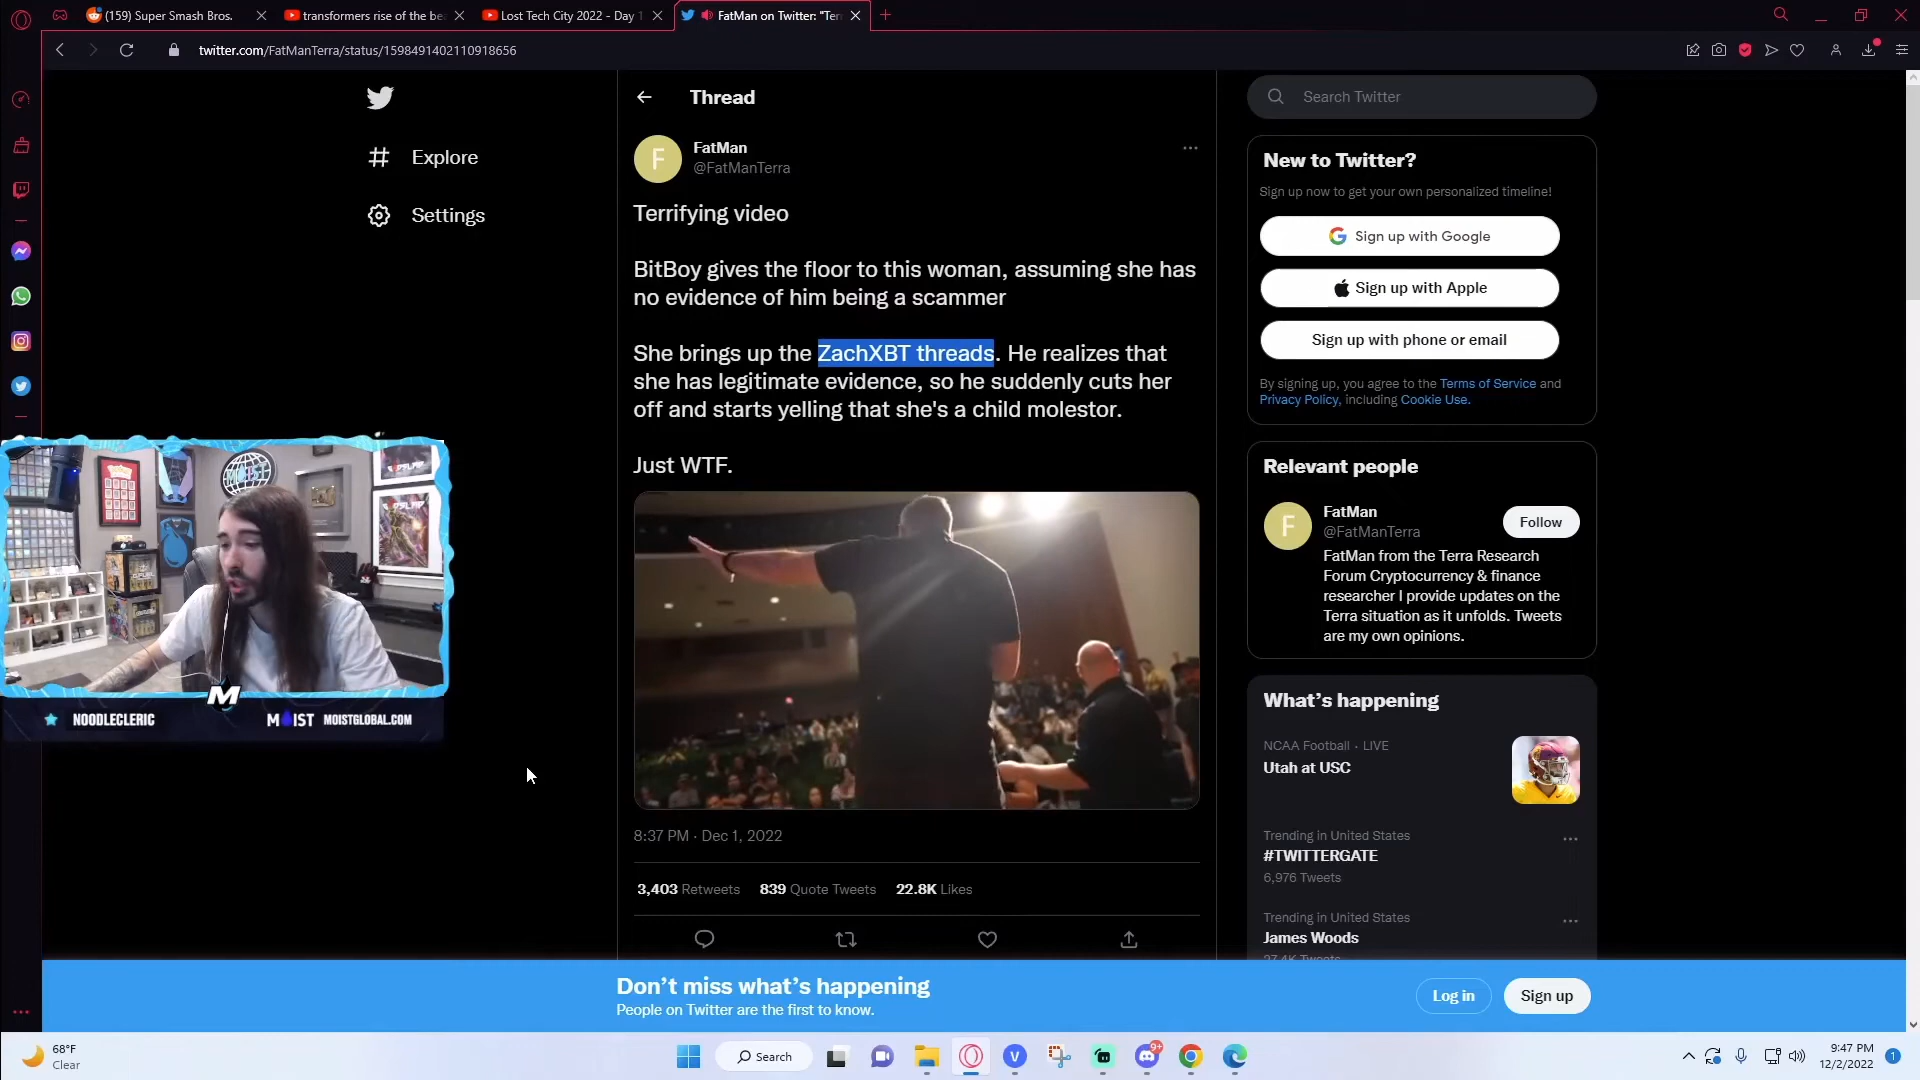 (159) Super Smash Bros.
transformers rise of the be
Lost Tech City 2022 - Day 1
FatMan on Twitter: "Ter
twitter.com/FatManTerra/status/1598491402110918656
Explore
Settings
Thread
F
FatMan
@FatManTerra
Terrifying video
BitBoy gives the floor to this woman, assuming she has
no evidence of him being a scammer
She brings up the ZachXBT threads. He realizes that
she has legitimate evidence, so he suddenly cuts her
off and starts yelling that she's a child molestor.
Just WTF.
8:37 PM · Dec 1, 2022
3,403 Retweets 839 Quote Tweets 22.8K Likes
Search Twitter
New to Twitter?
Sign up now to get your own personalized timeline!
Sign up with Google
Sign up with Apple
Sign up with phone or email
By signing up, you agree to the Terms of Service and
Privacy Policy, including Cookie Use.
Relevant people
F
FatMan
@FatManTerra
Follow
FatMan from the Terra Research
Forum Cryptocurrency & finance
researcher I provide updates on the
Terra situation as it unfolds. Tweets
are my own opinions.
What's happening
NCAA Football · LIVE
Utah at USC
Trending in United States
#TWITTERGATE
6,976 Tweets
Trending in United States
James Woods
27.4K Tweets
MOIST
M
NOODLECLERIC
MOIST MOISTGLOBAL.COM
Don't miss what's happening
People on Twitter are the first to know.
Log in
Sign up
68°F
Clear
Search
V
9+
9:47 PM
12/2/2022
1